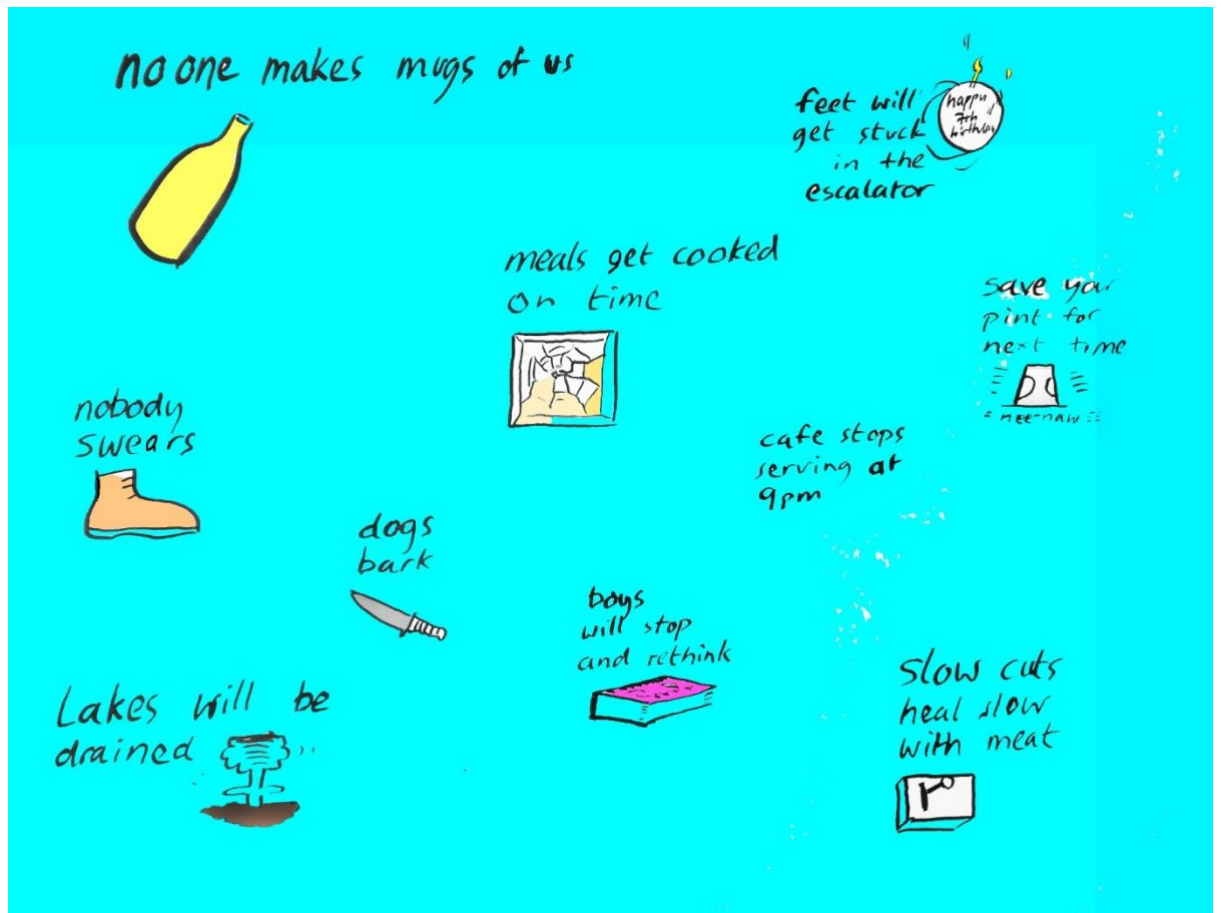 no one makes mugs of us
feet will
get stuck
in the
escalator
happy
7th
birthday
meals get cooked
on time
save your
pint for
next time
nee-naw
nobody
swears
cafe stops
serving at
9pm
dogs
bark
boys
will stop
and rethink
Lakes will be
drained
slow cuts
heal slow
with meat